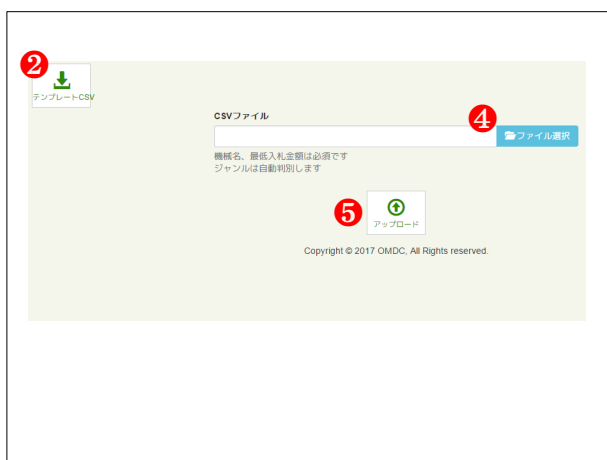 ❷
テンプレートCSV
CSVファイル
❹
ファイル選択
機械名、最低入札金額は必須です
ジャンルは自動判別します
❺
アップロード
Copyright © 2017 OMDC, All Rights reserved.